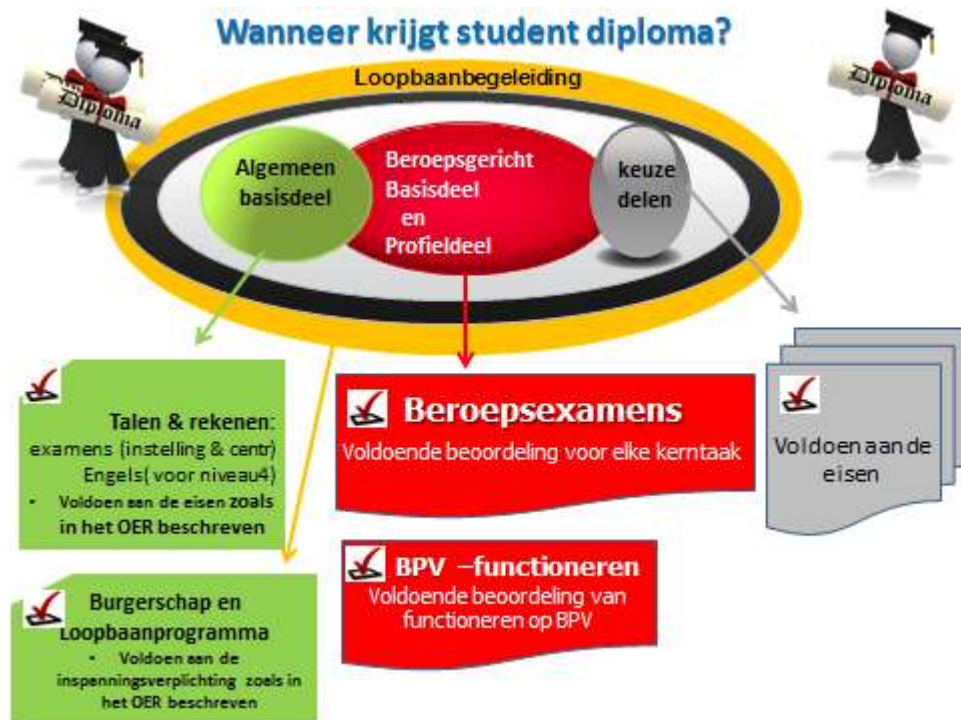 Wanneer krijgt student diploma?
Loopbaanbegeleiding
Diploma
Diploma
Algemeen
basisdeel
Beroepsgericht
Basisdeel
en
Profieldeel
keuze
delen
Talen & rekenen:
examens (instelling & centr)
Engels( voor niveau4)
• Voldoen aan de eisen zoals
in het OER beschreven
Beroepsexamens
Voldoende beoordeling voor elke kerntaak
Voldoen aan de
eisen
BPV –functioneren
Voldoende beoordeling van
functioneren op BPV
Burgerschap en
Loopbaanprogramma
• Voldoen aan de
inspanningsverplichting zoals in
het OER beschreven